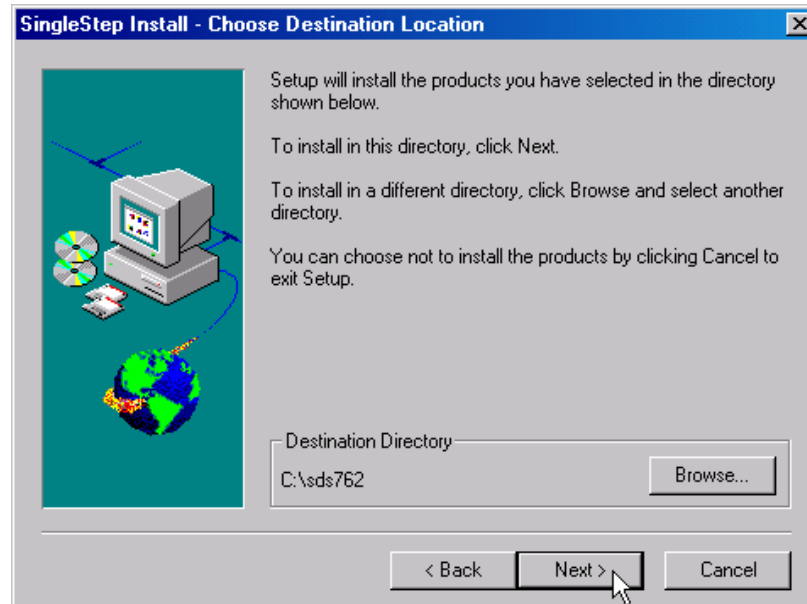 SingleStep Install - Choose Destination Location
Setup will install the products you have selected in the directory
shown below.
To install in this directory, click Next.
To install in a different directory, click Browse and select another
directory.
You can choose not to install the products by clicking Cancel to
exit Setup.
Destination Directory
C:\sds762
Browse...
< Back
Next >
Cancel